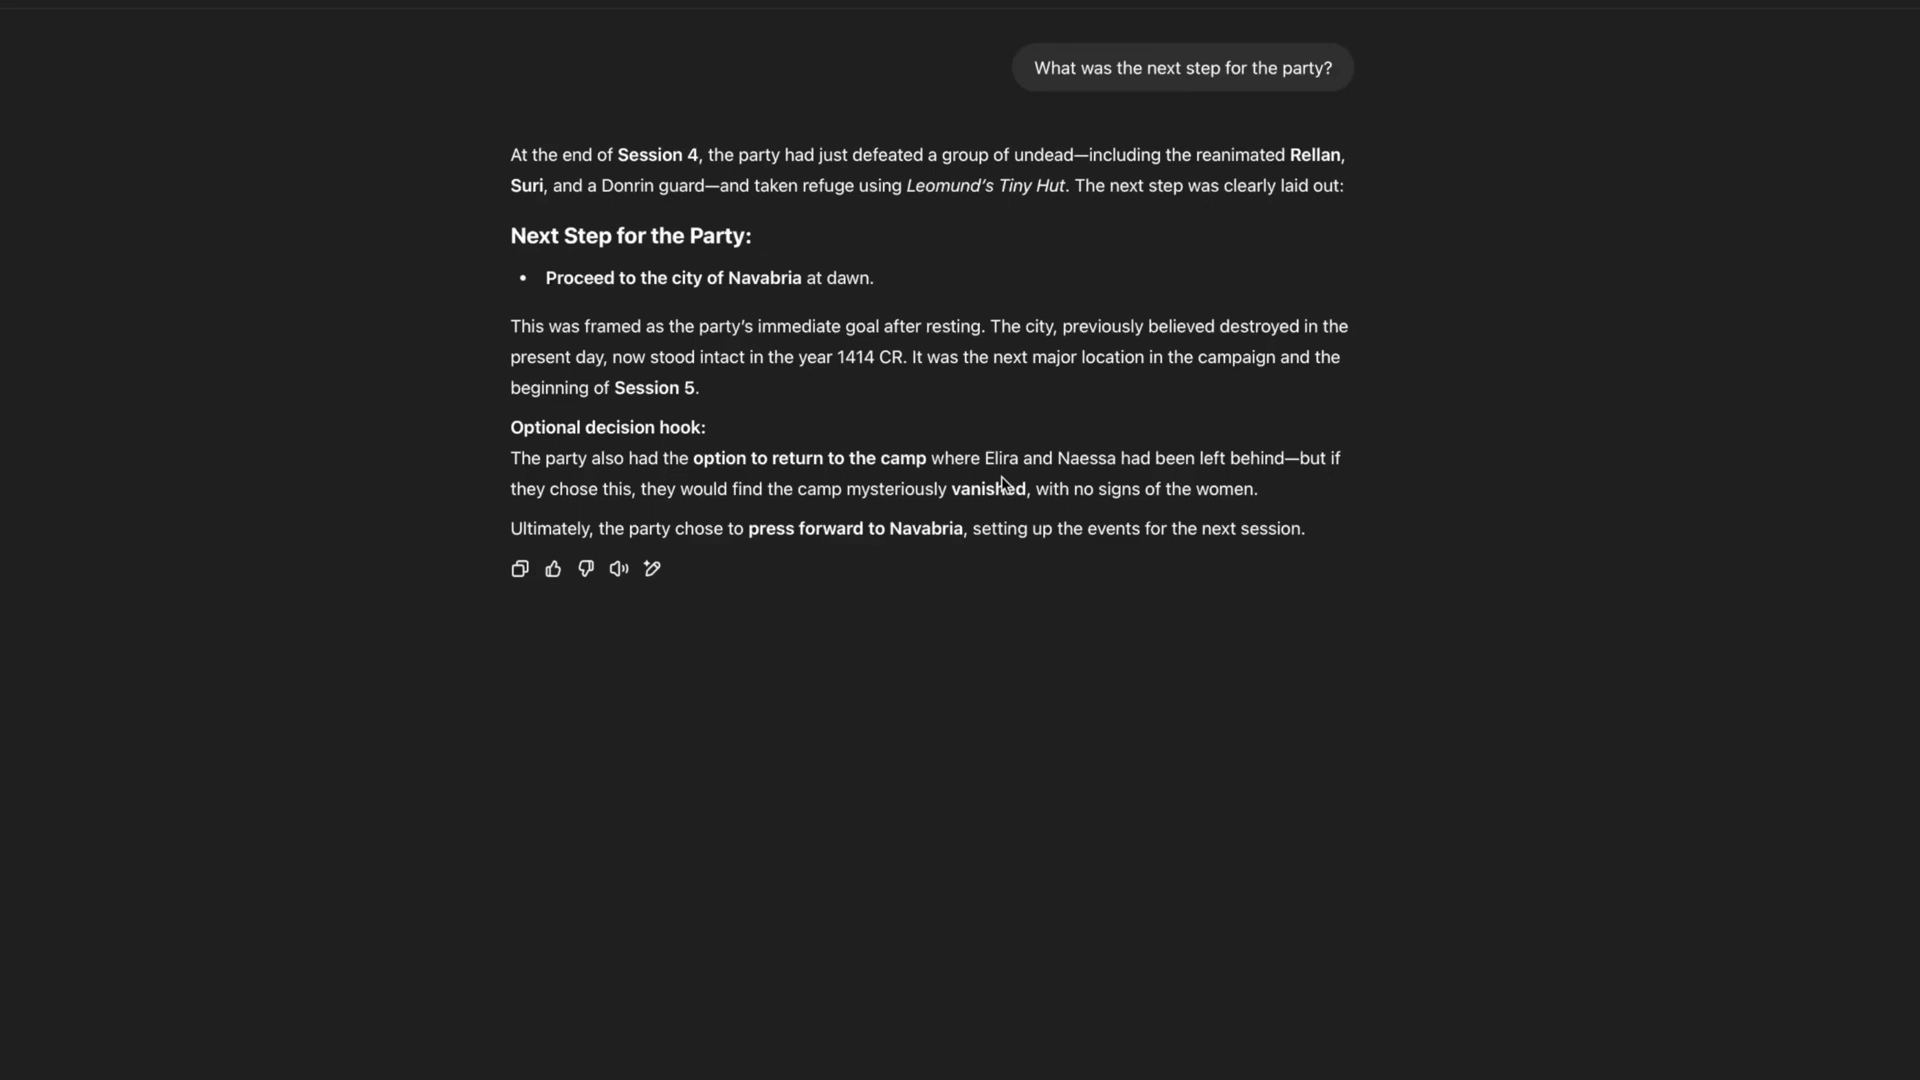 What was the next step for the party?
At the end of Session 4, the party had just defeated a group of undead—including the reanimated Rellan,
Suri, and a Donrin guard—and taken refuge using Leomund's Tiny Hut. The next step was clearly laid out:
Next Step for the Party:
• Proceed to the city of Navabria at dawn.
This was framed as the party's immediate goal after resting. The city, previously believed destroyed in the
present day, now stood intact in the year 1414 CR. It was the next major location in the campaign and the
beginning of Session 5.
Optional decision hook:
The party also had the option to return to the camp where Elira and Naessa had been left behind—but if
they chose this, they would find the camp mysteriously vanished, with no signs of the women.
Ultimately, the party chose to press forward to Navabria, setting up the events for the next session.